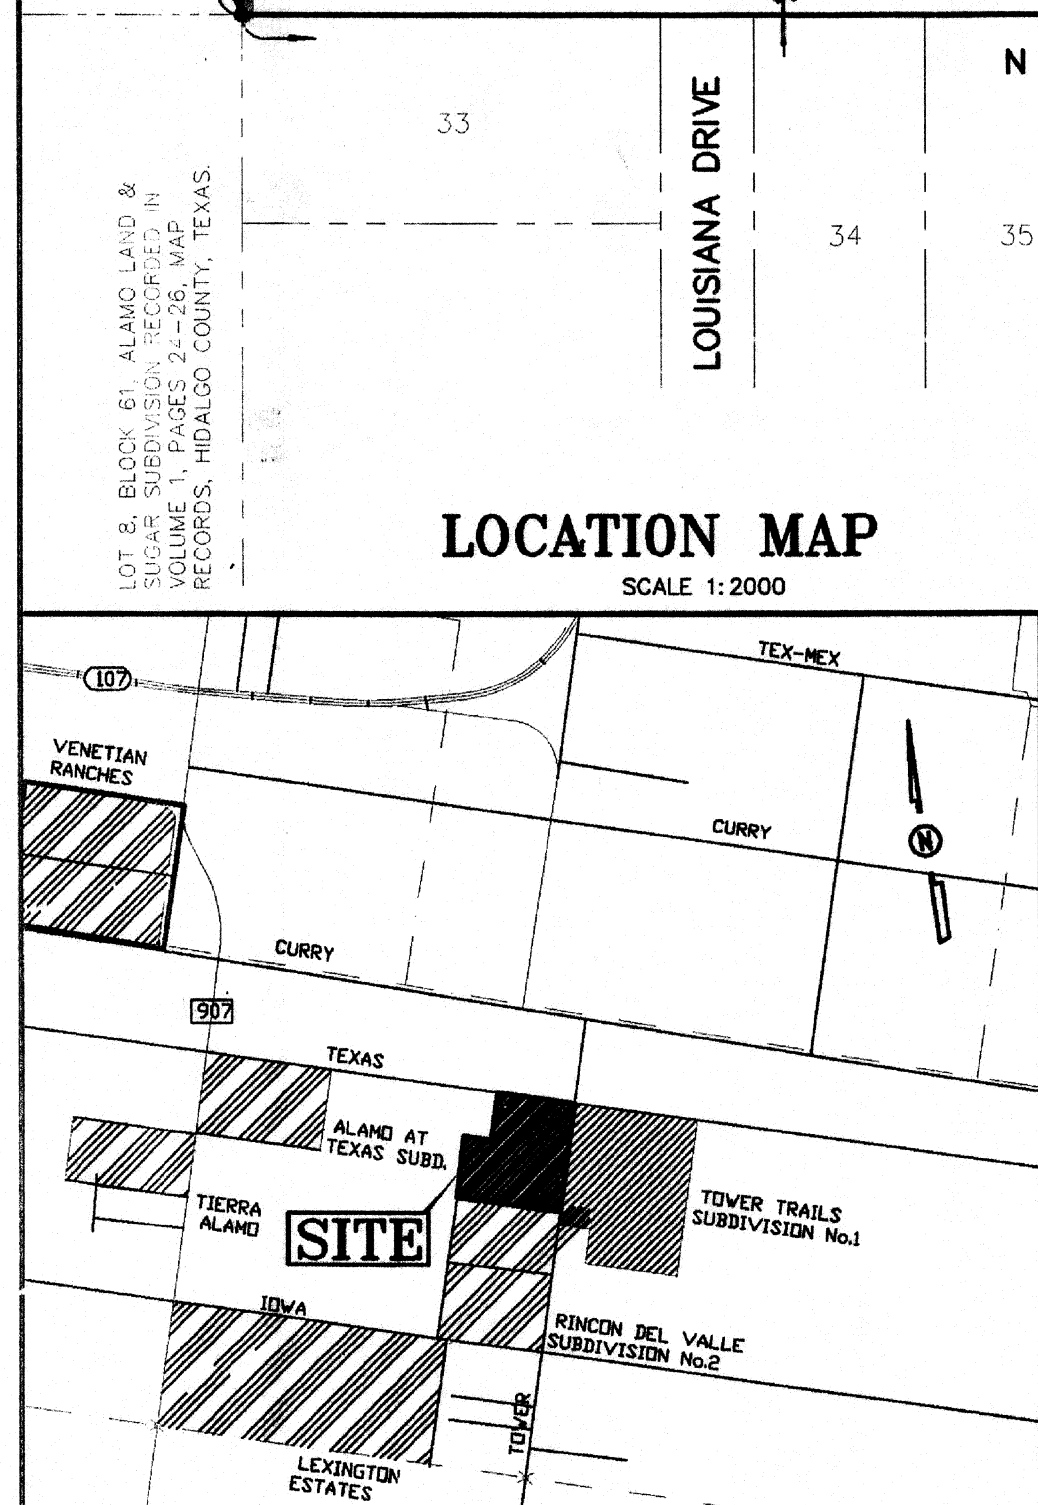 N
33
LOUISIANA DRIVE
34
35
LOT 8, BLOCK 61, ALAMO LAND &
SUGAR SUBDIVISION RECORDED IN
VOLUME 1, PAGES 24-26, MAP
RECORDS, HIDALGO COUNTY, TEXAS.
LOCATION MAP
SCALE 1:2000
TEX-MEX
107
VENETIAN
RANCHES
CURRY
N
CURRY
907
TEXAS
ALAMO AT
TEXAS SUBD.
TIERRA
ALAMO
SITE
TOWER TRAILS
SUBDIVISION No.1
IOWA
RINCON DEL VALLE
SUBDIVISION No.2
TOWER
LEXINGTON
ESTATES